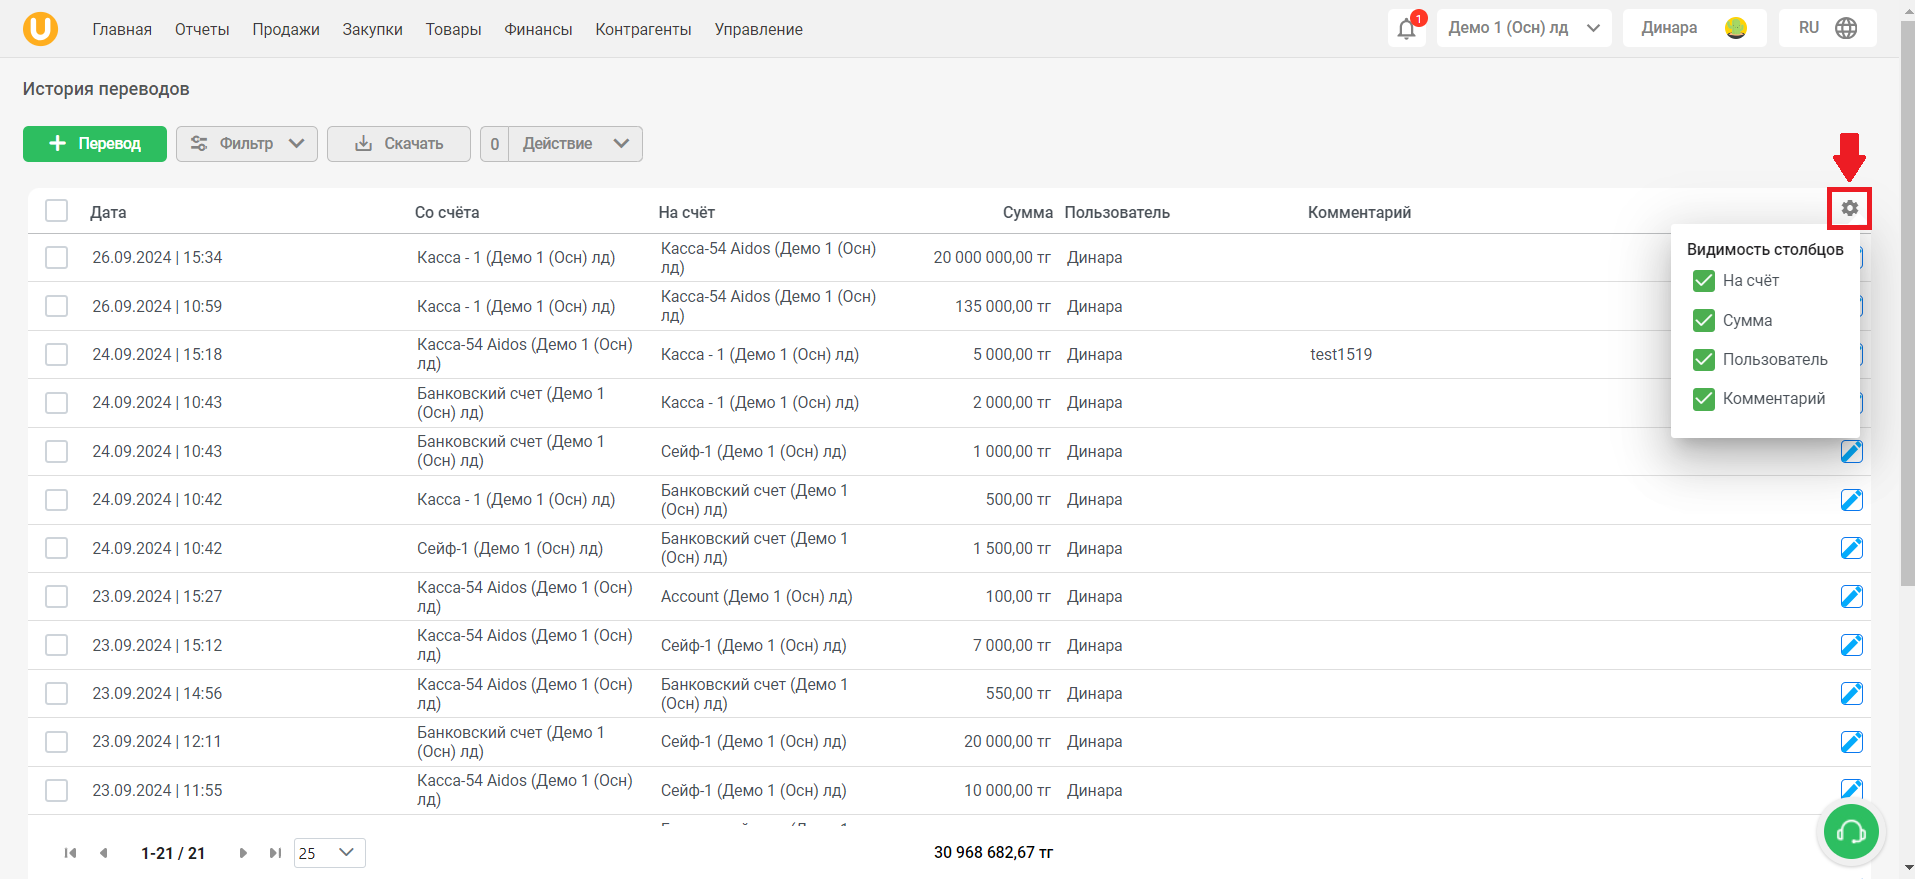 Главная Отчеты Продажи Закупки Товары Финансы Контрагенты Управление 1 Демо 1 (Осн) лд Динара RU
История переводов
Перевод Фильтр Скачать 0 Действие
Дата Со счёта На счёт Сумма Пользователь Комментарий
Видимость столбцов
На счёт
Сумма
Пользователь
Комментарий
26.09.2024 | 15:34 Касса - 1 (Демо 1 (Осн) лд) Касса-54 Aidos (Демо 1 (Осн) 20 000 000,00 тг Динара
лд)
26.09.2024 | 10:59 Касса - 1 (Демо 1 (Осн) лд) Касса-54 Aidos (Демо 1 (Осн) 135 000,00 тг Динара
лд)
24.09.2024 | 15:18 Касса-54 Aidos (Демо 1 (Осн) Касса - 1 (Демо 1 (Осн) лд) 5 000,00 тг Динара test1519
лд)
24.09.2024 | 10:43 Банковский счет (Демо 1 Касса - 1 (Демо 1 (Осн) лд) 2 000,00 тг Динара
(Осн) лд)
24.09.2024 | 10:43 Банковский счет (Демо 1 Сейф-1 (Демо 1 (Осн) лд) 1 000,00 тг Динара
(Осн) лд)
24.09.2024 | 10:42 Касса - 1 (Демо 1 (Осн) лд) Банковский счет (Демо 1 500,00 тг Динара
(Осн) лд)
24.09.2024 | 10:42 Сейф-1 (Демо 1 (Осн) лд) Банковский счет (Демо 1 1 500,00 тг Динара
(Осн) лд)
23.09.2024 | 15:27 Касса-54 Aidos (Демо 1 (Осн) Account (Демо 1 (Осн) лд) 100,00 тг Динара
лд)
23.09.2024 | 15:12 Касса-54 Aidos (Демо 1 (Осн) Сейф-1 (Демо 1 (Осн) лд) 7 000,00 тг Динара
лд)
23.09.2024 | 14:56 Касса-54 Aidos (Демо 1 (Осн) Банковский счет (Демо 1 550,00 тг Динара
лд) (Осн) лд)
23.09.2024 | 12:11 Банковский счет (Демо 1 Сейф-1 (Демо 1 (Осн) лд) 20 000,00 тг Динара
(Осн) лд)
23.09.2024 | 11:55 Касса-54 Aidos (Демо 1 (Осн) Сейф-1 (Демо 1 (Осн) лд) 10 000,00 тг Динара
лд)
1-21 / 21 25 30 968 682,67 тг